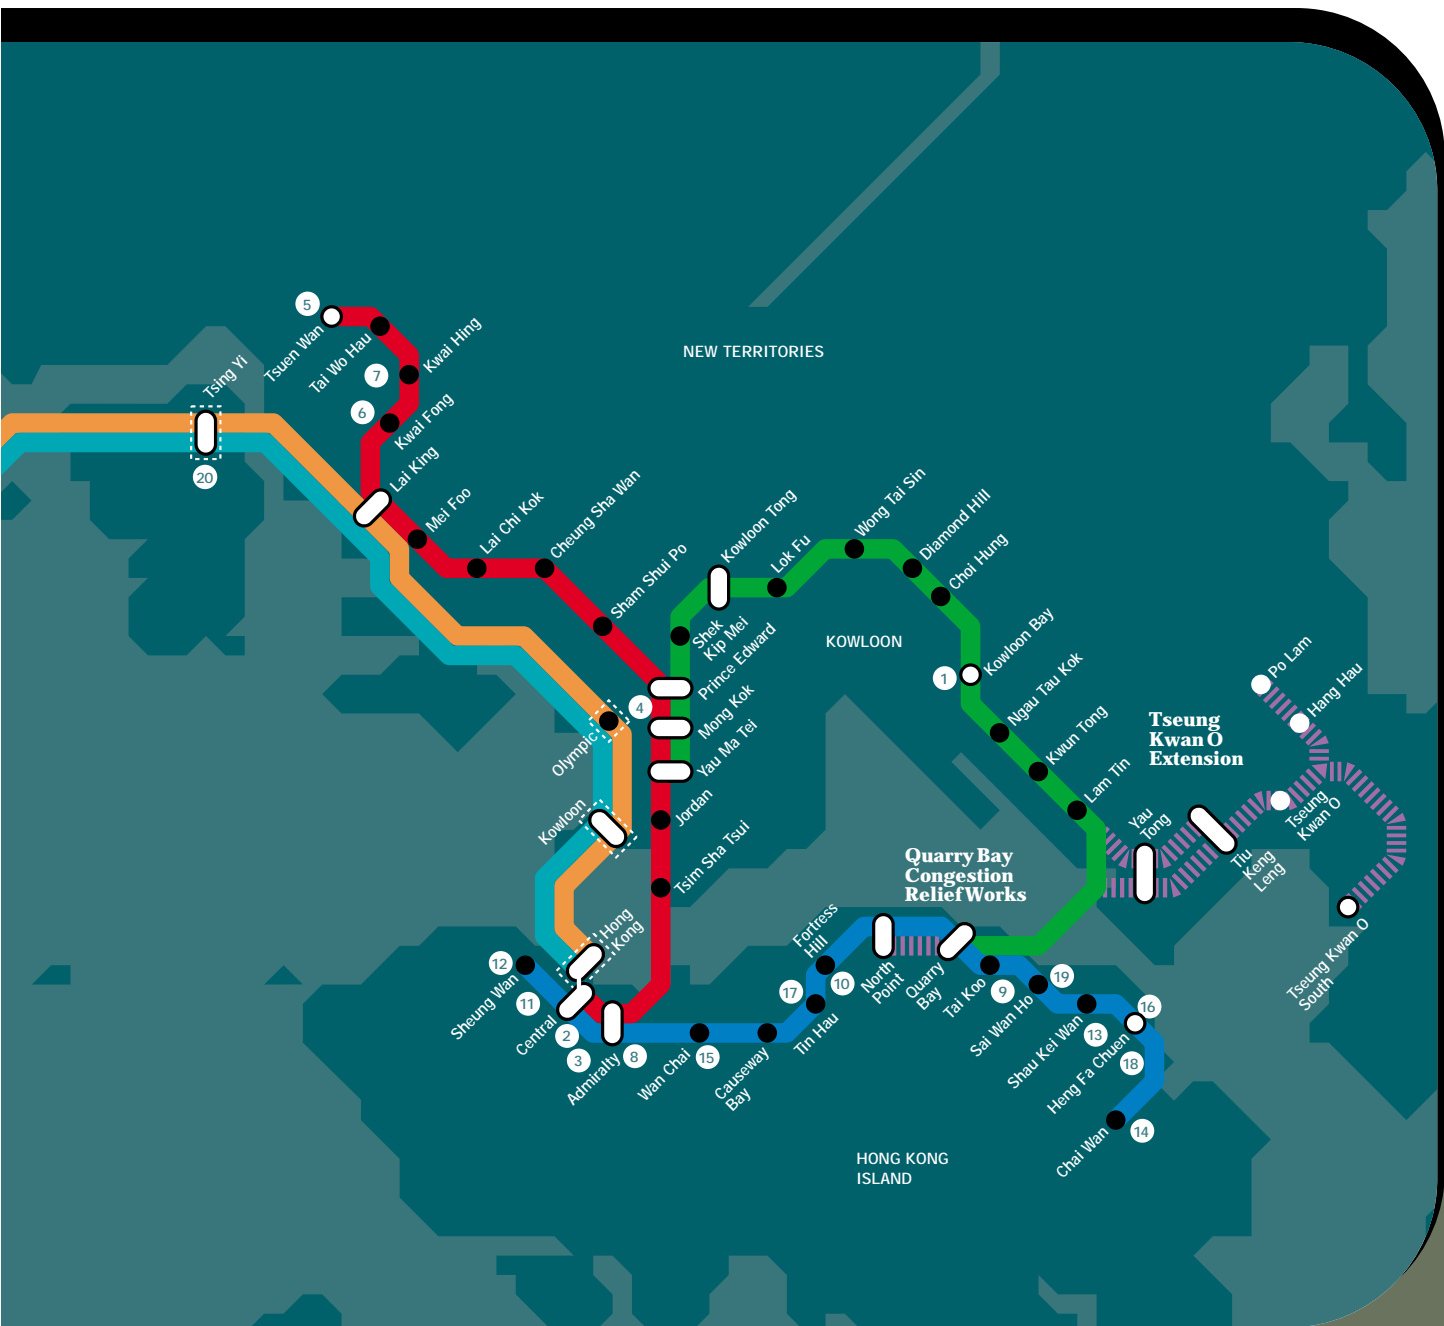 NEW TERRITORIES
5
Tsuen Wan
Tai Wo Hau
7
Kwai Hing
6
Kwai Fong
Tsing Yi
20
Lai King
Mei Foo
Lai Chi Kok
Cheung Sha Wan
Sham Shui Po
Kowloon Tong
Lok Fu
Wong Tai Sin
Diamond Hill
Choi Hung
Shek
Kip Mei
Prince Edward
4
Mong Kok
Yau Ma Tei
KOWLOON
1
Kowloon Bay
Ngau Tau Kok
Kwun Tong
Lam Tin
Olympic
Kowloon
Jordan
Tsim Sha Tsui
Po Lam
Hang Hau
Tseung
Kwan O
Extension
Yau
Tong
Tiu
Keng
Leng
Tseung
Kwan O
Tseung Kwan O
South
Quarry Bay
Congestion
Relief Works
Hong
Kong
12
Sheung Wan
11
Central
2
3
Admiralty
8
Wan Chai
15
Causeway
Bay
Tin Hau
17
Fortress
Hill
10
North
Point
Quarry
Bay
Tai Koo
9
Sai Wan Ho
19
Shau Kei Wan
13
Heng Fa Chuen
16
18
Chai Wan
14
HONG KONG
ISLAND